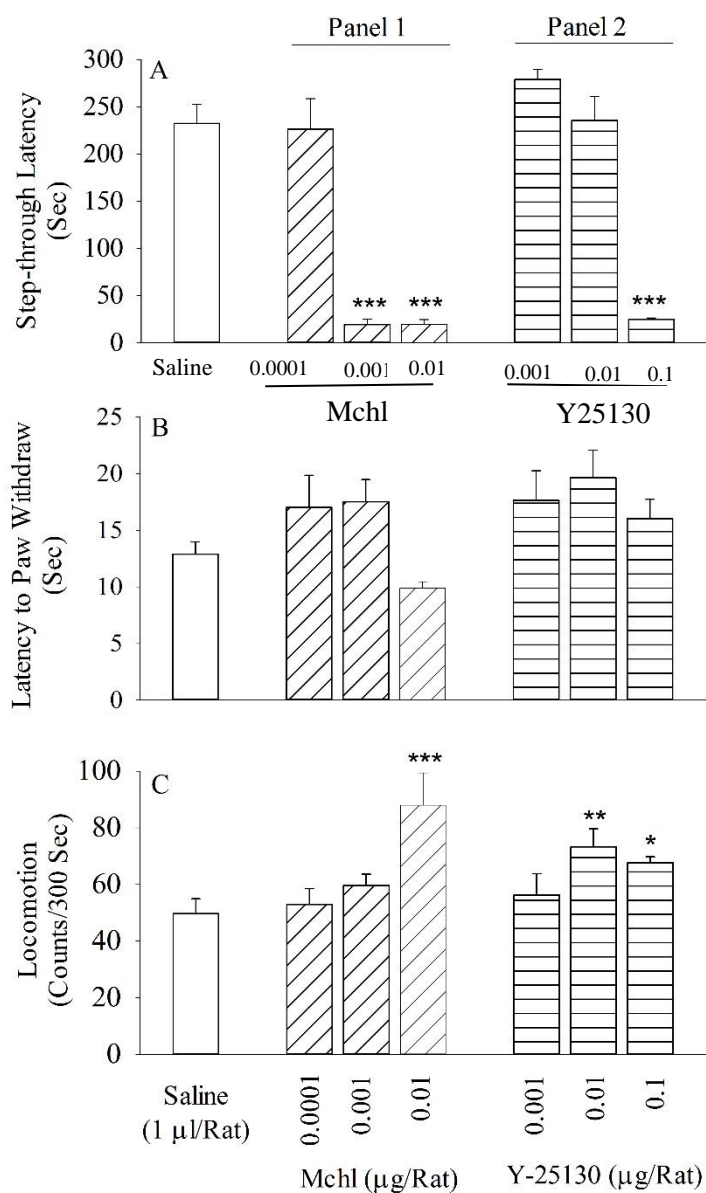 Panel 1 Panel 2
A
Step-through Latency
(Sec)
300
250
200
150
100
50
0
*** *** ***
Saline 0.0001 0.001 0.01 0.001 0.01 0.1
Mchl Y25130
B
Latency to Paw Withdraw
(Sec)
25
20
15
10
5
0
C
Locomotion
(Counts/300 Sec)
100
80
60
40
20
0
*** ** *
Saline
(1 µl/Rat)
0.0001 0.001 0.01 0.001 0.01 0.1
Mchl (µg/Rat) Y-25130 (µg/Rat)